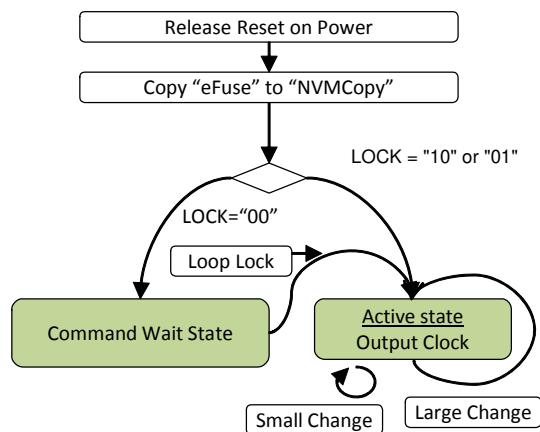 Release Reset on Power
Copy “eFuse” to “NVMCopy”
LOCK = "10" or "01"
LOCK=“00”
Loop Lock
Command Wait State
Active state
Output Clock
Small Change
Large Change